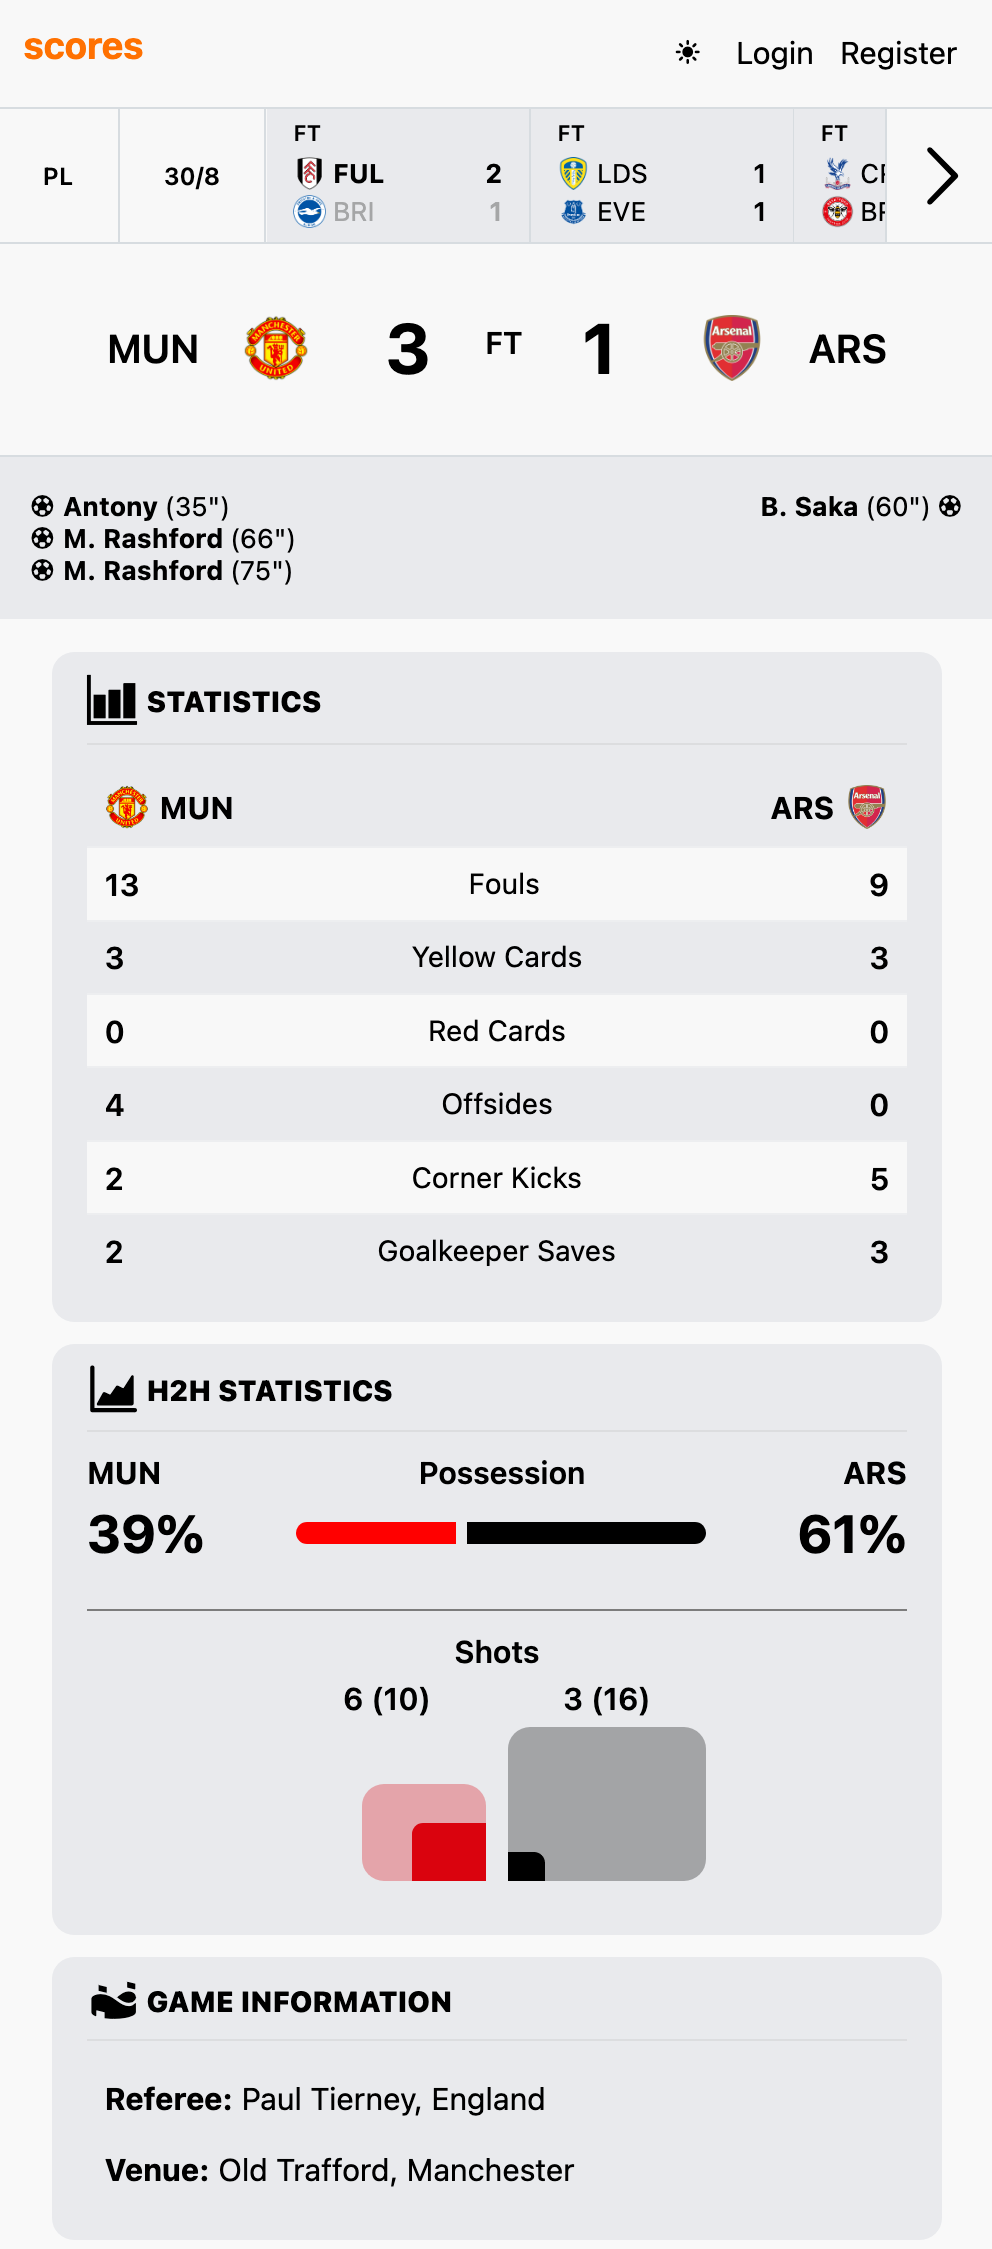 scores
Login Register
PL
30/8
FT
FUL 2
BRI 1
FT
LDS 1
EVE 1
FT
MUN 3 FT 1 ARS
Antony (35")
M. Rashford (66")
M. Rashford (75")
B. Saka (60")
STATISTICS
MUN ARS
13 Fouls 9
3 Yellow Cards 3
0 Red Cards 0
4 Offsides 0
2 Corner Kicks 5
2 Goalkeeper Saves 3
H2H STATISTICS
MUN Possession ARS
39% 61%
Shots
6 (10) 3 (16)
GAME INFORMATION
Referee: Paul Tierney, England
Venue: Old Trafford, Manchester